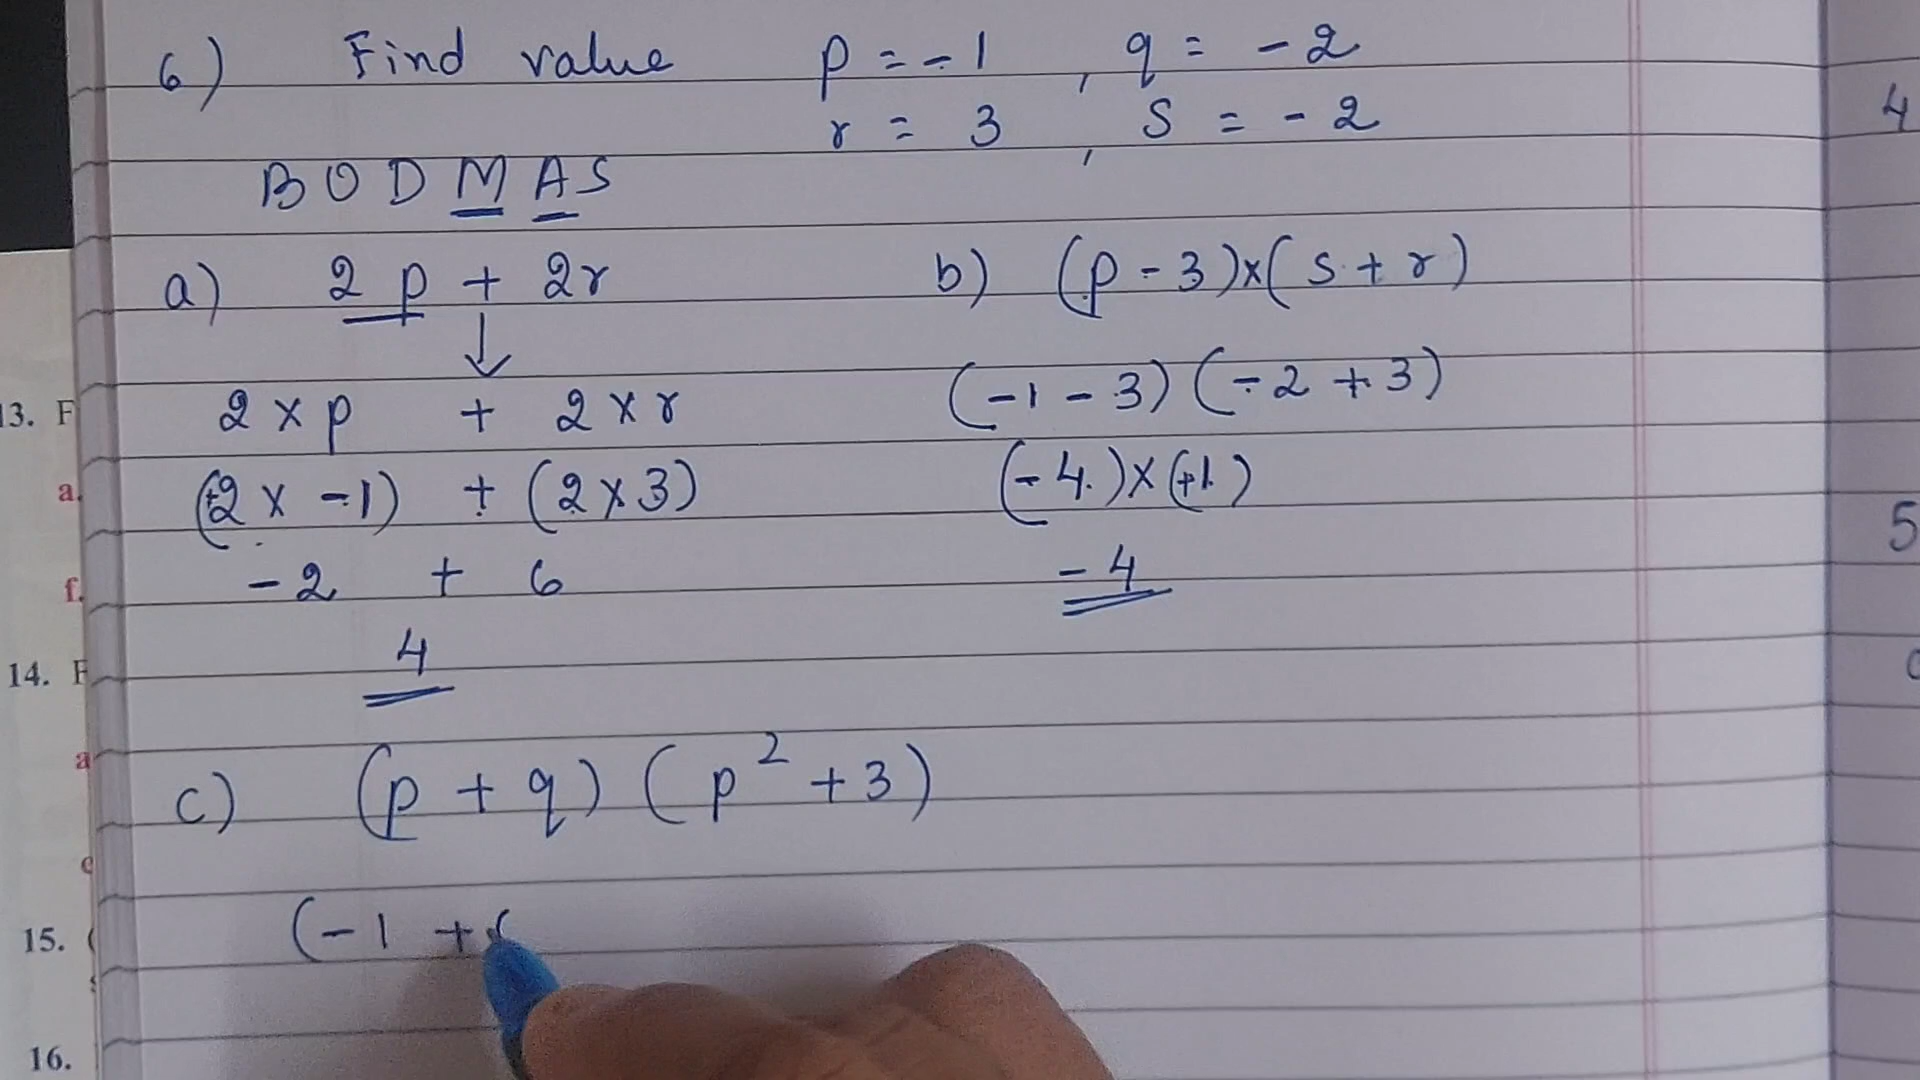 6) Find value p = -1 , q = -2
r = 3 , s = -2
BODMAS
a) 2p + 2r
2 × p + 2 × r
(+2 × -1) + (2 × 3)
-2 + 6
4
b) (p - 3)×(s + r)
(-1 - 3)(-2 + 3)
(-4)×(+1)
-4
c) (p + q) (p² + 3)
(-1 + (
13. F
a.
f.
14. F
a
15. (
16.
4
5